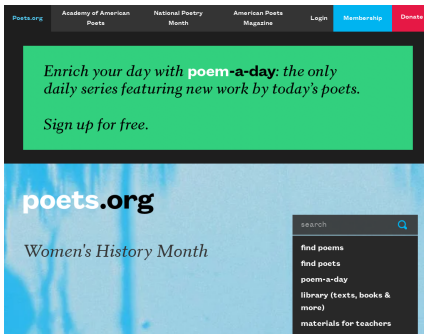 Poets.org
Academy of American
Poets
National Poetry
Month
American Poets
Magazine
Login
Membership
Donate
Enrich your day with poem-a-day: the only
daily series featuring new work by today's poets.
Sign up for free.
poets.org
Women's History Month
search
find poems
find poets
poem-a-day
library (texts, books &
more)
materials for teachers